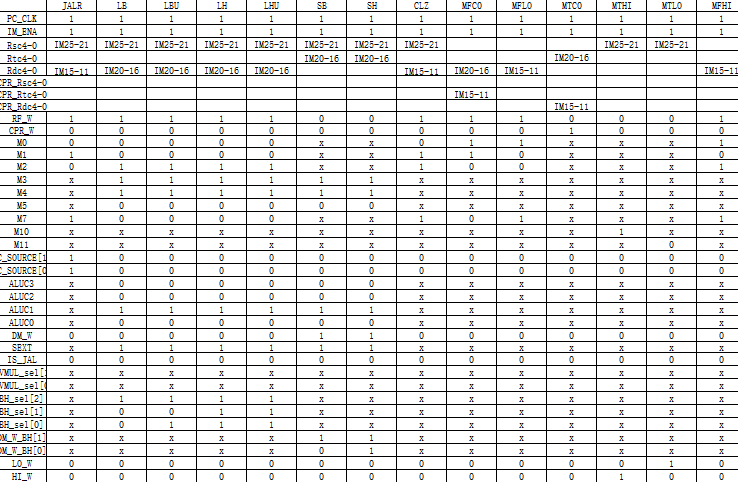 JALR LB LBU LH LHU SB SH CLZ MFC0 MFLO MTC0 MTHI MTLO MFHI
PC_CLK 1 1 1 1 1 1 1 1 1 1 1 1 1 1
IM_ENA 1 1 1 1 1 1 1 1 1 1 1 1 1 1
Rsc4-0 IM25-21 IM25-21 IM25-21 IM25-21 IM25-21 IM25-21 IM25-21 IM25-21 IM25-21 IM25-21
Rtc4-0 IM20-16 IM20-16 IM20-16
Rdc4-0 IM15-11 IM20-16 IM20-16 IM20-16 IM20-16 IM15-11 IM20-16 IM15-11 IM15-11
CPR_Rsc4-0
CPR_Rtc4-0 IM15-11
CPR_Rdc4-0 IM15-11
RF_W 1 1 1 1 1 0 0 1 1 1 0 0 0 1
CPR_W 0 0 0 0 0 0 0 0 0 0 1 0 0 0
M0 0 0 0 0 0 x x 0 1 1 x x x 1
M1 1 0 0 0 0 x x 1 1 0 x x x 0
M2 0 1 1 1 1 x x 1 0 0 x x x 1
M3 x 1 1 1 1 1 1 x x x x x x x
M4 x 1 1 1 1 1 1 x x x x x x x
M5 x 0 0 0 0 0 0 x x x x x x x
M7 1 0 0 0 0 x x 1 0 1 x x x 1
M10 x x x x x x x x x x x 1 x x
M11 x x x x x x x x x x x x 0 x
C_SOURCE[1 1 0 0 0 0 0 0 0 0 0 0 0 0 0
C_SOURCE[0 1 0 0 0 0 0 0 0 0 0 0 0 0 0
ALUC3 x 0 0 0 0 0 0 x x x x x x x
ALUC2 x 0 0 0 0 0 0 x x x x x x x
ALUC1 x 1 1 1 1 1 1 x x x x x x x
ALUC0 x 0 0 0 0 0 0 x x x x x x x
DM_W 0 0 0 0 0 1 1 0 0 0 0 0 0 0
SEXT x 1 1 1 1 1 1 x x x x x x x
IS_JAL 0 0 0 0 0 0 0 0 0 0 0 0 0 0
VMUL_sel[ x x x x x x x x x x x x x x
VMUL_sel[ x x x x x x x x x x x x x x
BH_sel[2] x 1 1 1 1 x x x x x x x x x
BH_sel[1] x 0 0 1 1 x x x x x x x x x
BH_sel[0] x 0 1 1 1 x x x x x x x x x
DM_W_BH[1] x x x x x 1 1 x x x x x x x
DM_W_BH[0] x x x x x 0 1 x x x x x x x
LO_W 0 0 0 0 0 0 0 0 0 0 0 0 1 0
HI_W 0 0 0 0 0 0 0 0 0 0 0 1 0 0